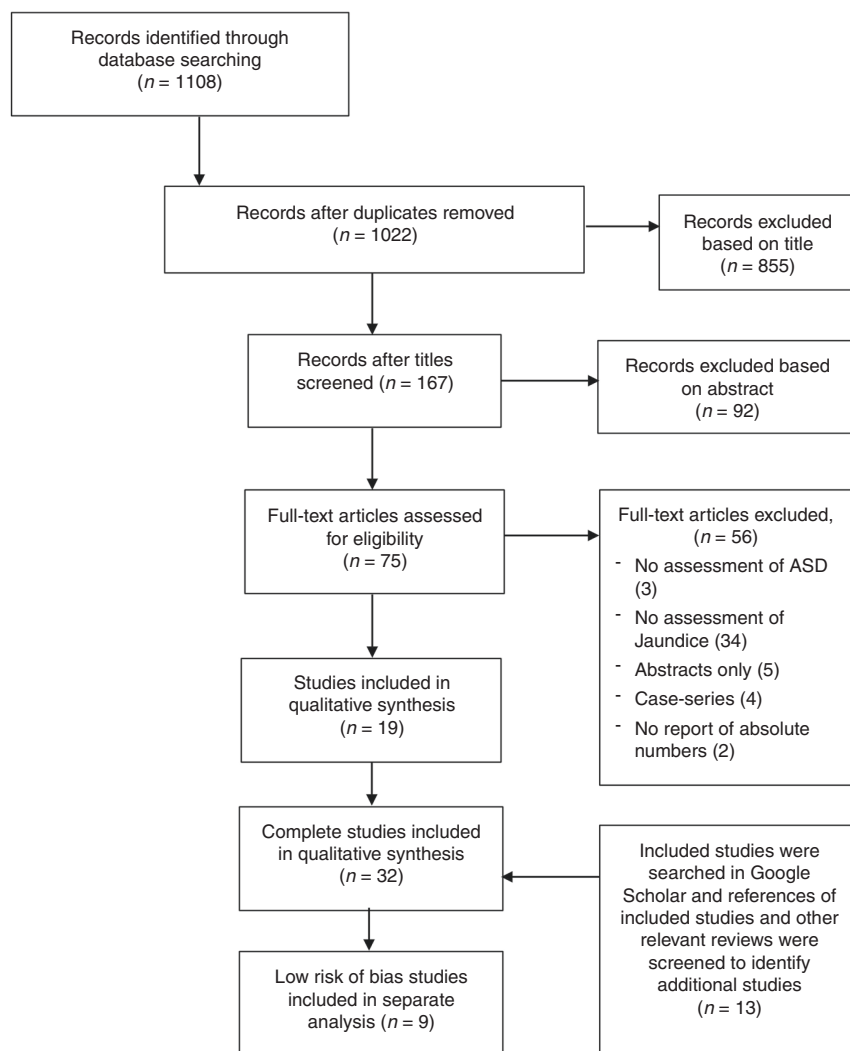 Records identified through
database searching
(n = 1108)
Records after duplicates removed
(n = 1022)
Records excluded
based on title
(n = 855)
Records after titles
screened (n = 167)
Records excluded based
on abstract
(n = 92)
Full-text articles assessed
for eligibility
(n = 75)
Full-text articles excluded,
(n = 56)
- No assessment of ASD
(3)
- No assessment of
Jaundice (34)
- Abstracts only (5)
- Case-series (4)
- No report of absolute
numbers (2)
Studies included in
qualitative synthesis
(n = 19)
Complete studies included
in qualitative synthesis
(n = 32)
Included studies were
searched in Google
Scholar and references of
included studies and other
relevant reviews were
screened to identify
additional studies
(n = 13)
Low risk of bias studies
included in separate
analysis (n = 9)